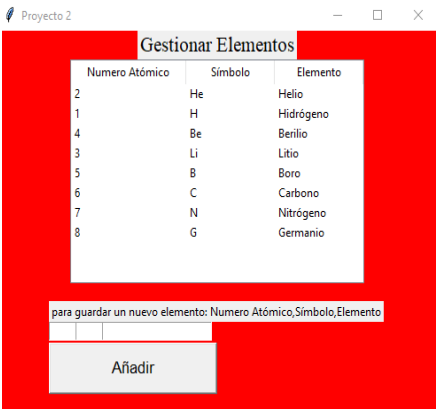 Proyecto 2
Gestionar Elementos
Numero Atómico Símbolo Elemento
2 He Helio
1 H Hidrógeno
4 Be Berilio
3 Li Litio
5 B Boro
6 C Carbono
7 N Nitrógeno
8 G Germanio
para guardar un nuevo elemento: Numero Atómico,Símbolo,Elemento
Añadir